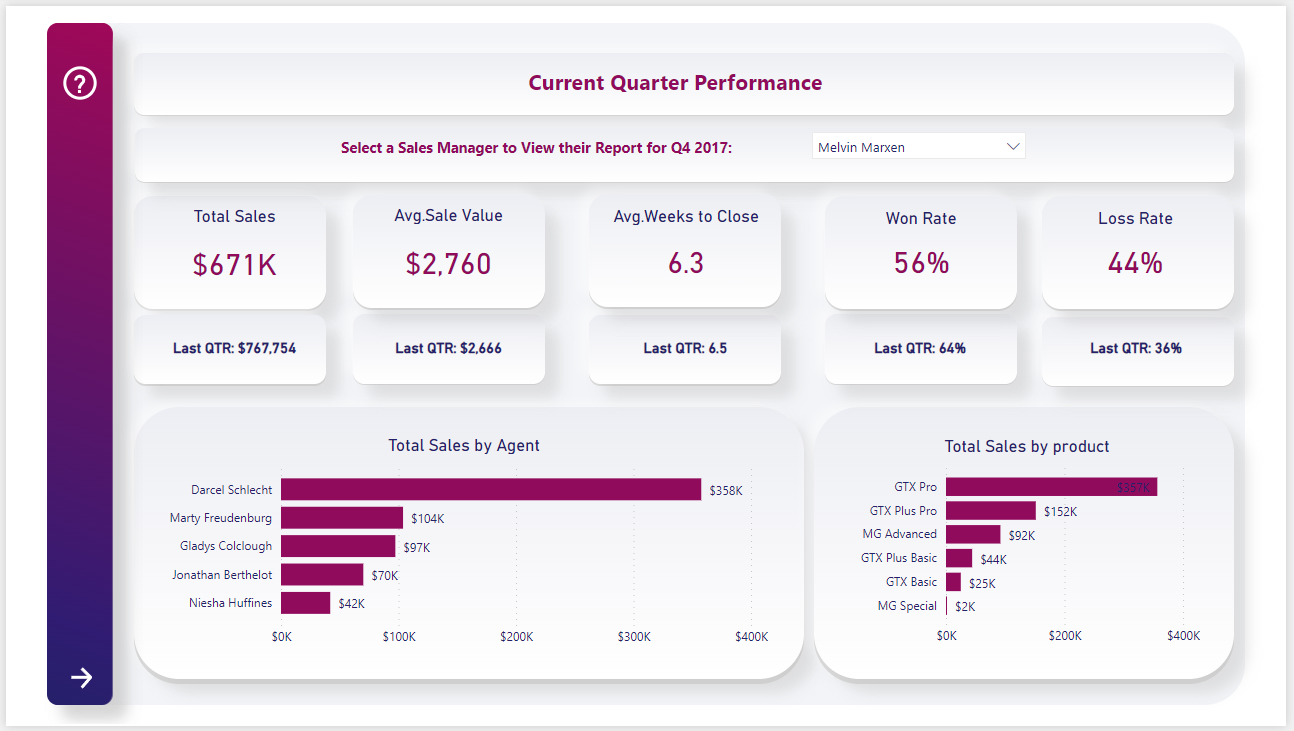 ?
Current Quarter Performance
Select a Sales Manager to View their Report for Q4 2017:
Melvin Marxen
Total Sales
$671K
Last QTR: $767,754
Avg.Sale Value
$2,760
Last QTR: $2,666
Avg.Weeks to Close
6.3
Last QTR: 6.5
Won Rate
56%
Last QTR: 64%
Loss Rate
44%
Last QTR: 36%
Total Sales by Agent
Darcel Schlecht $358K
Marty Freudenburg $104K
Gladys Colclough $97K
Jonathan Berthelot $70K
Niesha Huffines $42K
$0K $100K $200K $300K $400K
Total Sales by product
GTX Pro $357K
GTX Plus Pro $152K
MG Advanced $92K
GTX Plus Basic $44K
GTX Basic $25K
MG Special $2K
$0K $200K $400K